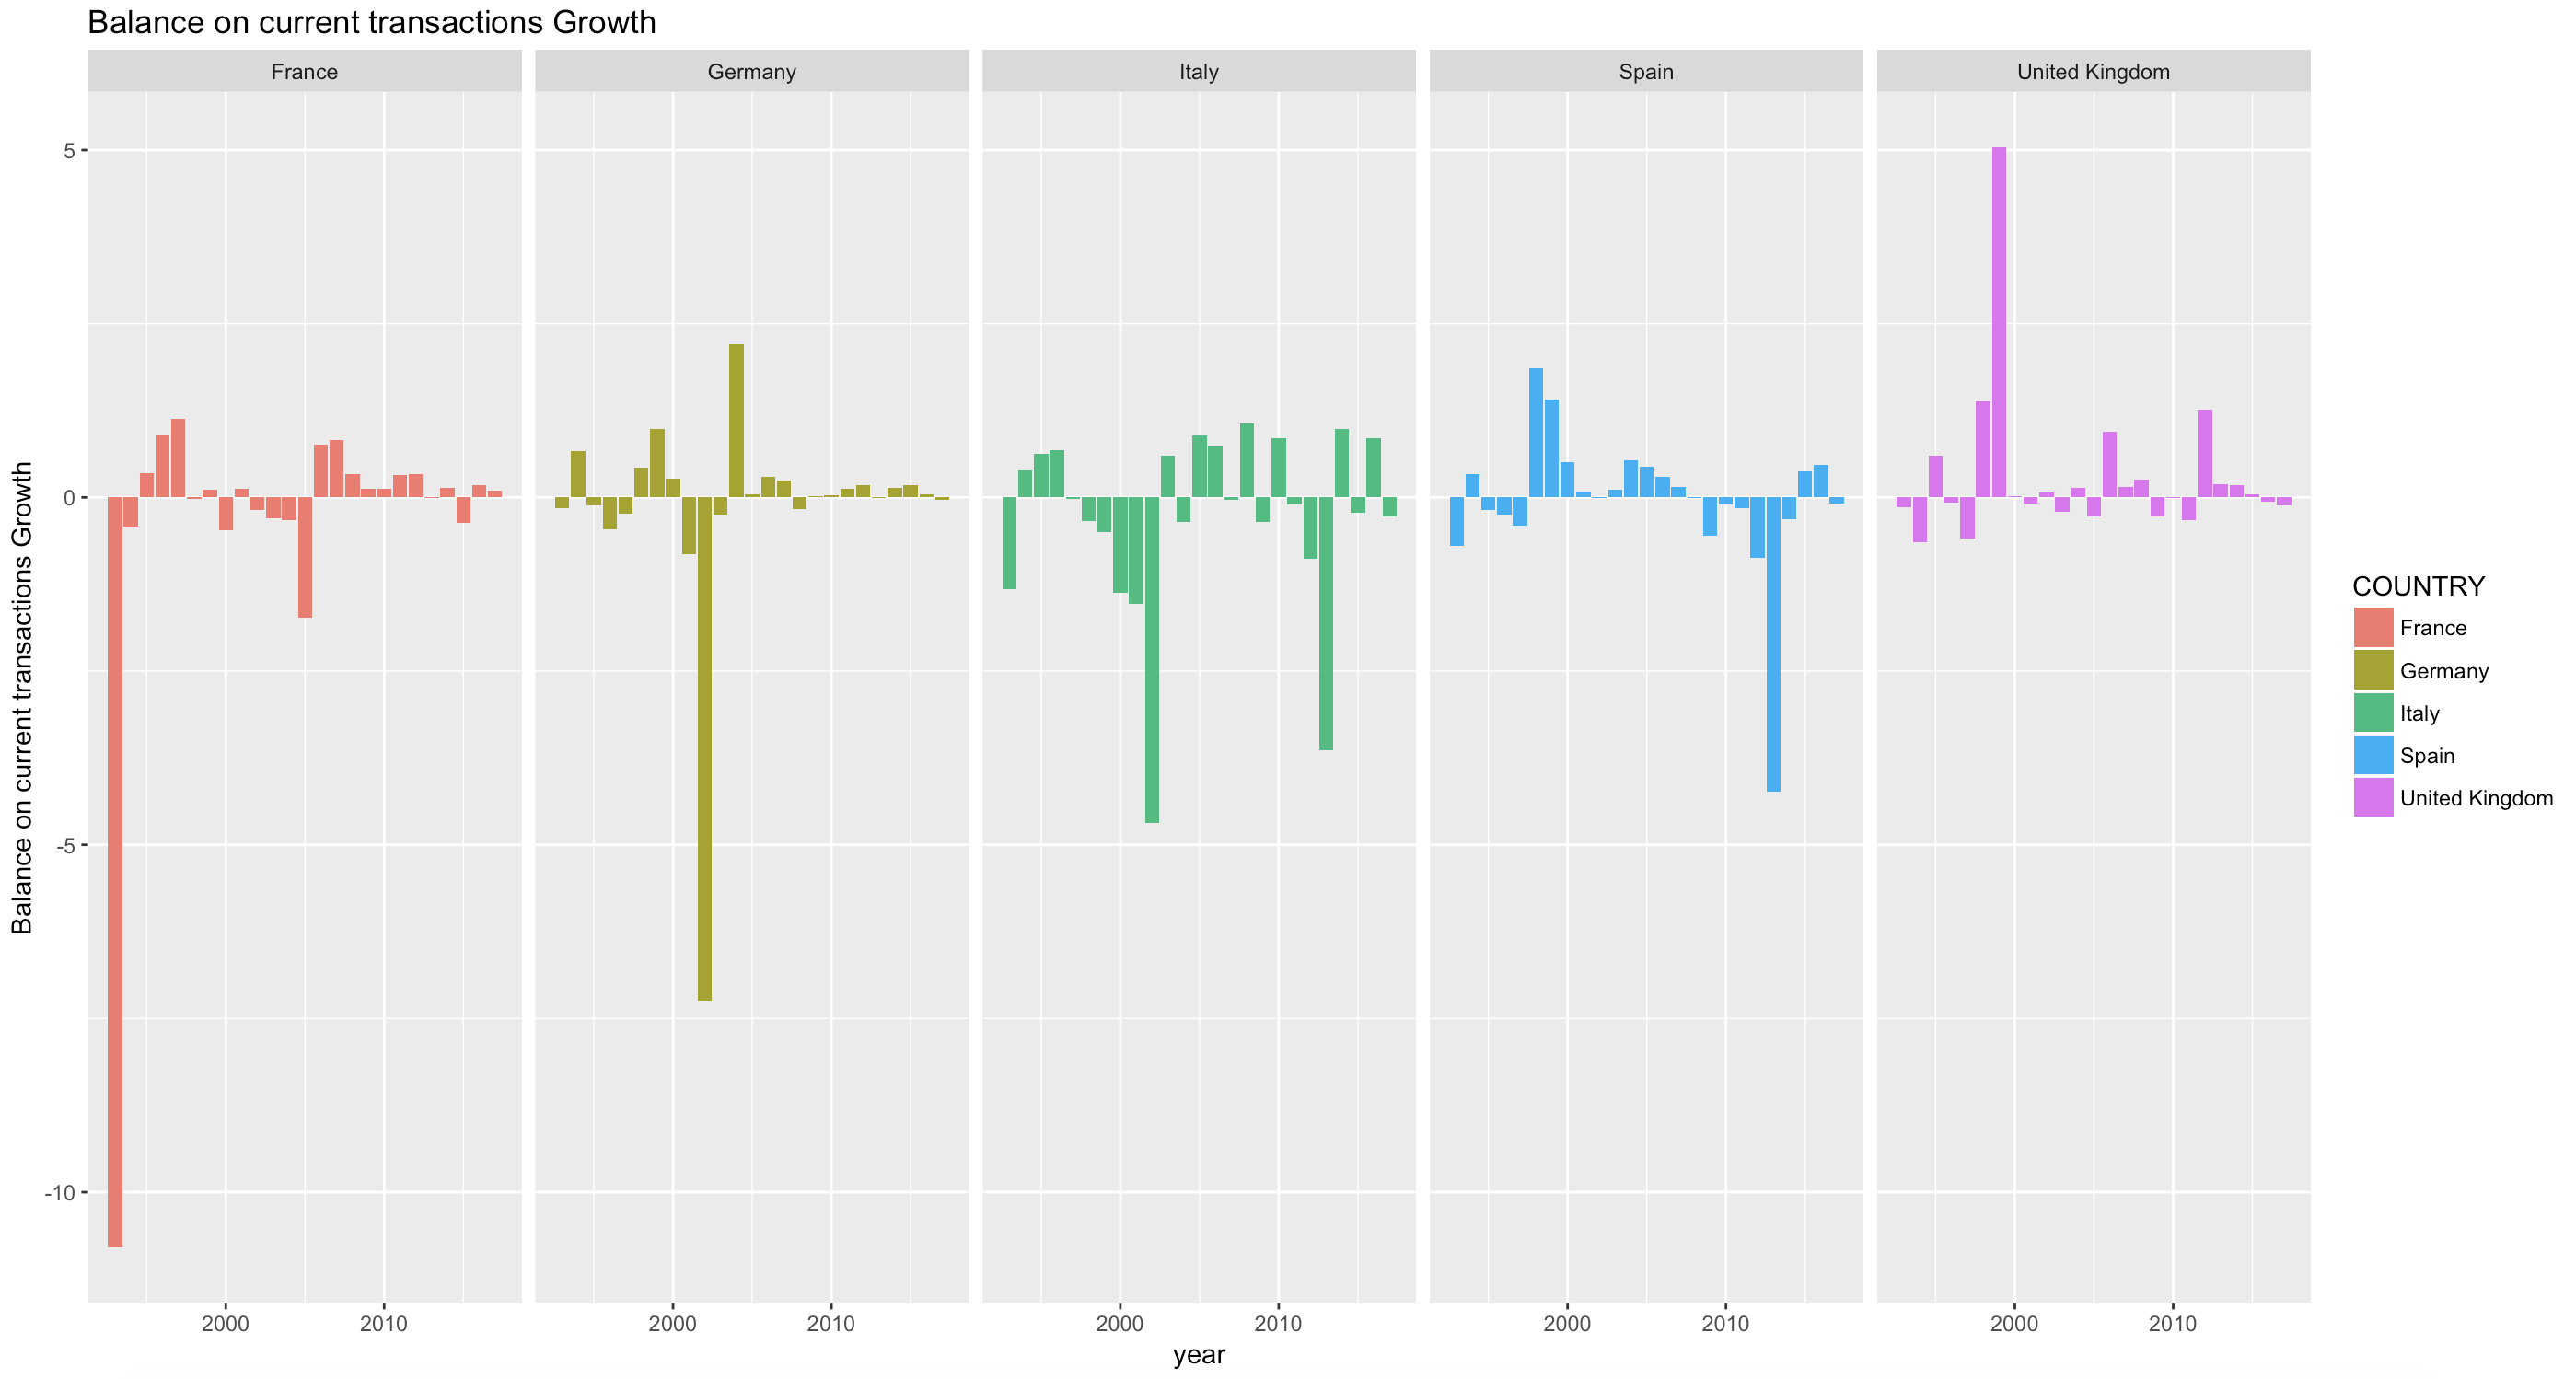 Balance on current transactions Growth
France
Germany
Italy
Spain
United Kingdom
Balance on current transactions Growth
5
0
-5
-10
2000
2010
2000
2010
2000
2010
2000
2010
2000
2010
year
COUNTRY
France
Germany
Italy
Spain
United Kingdom